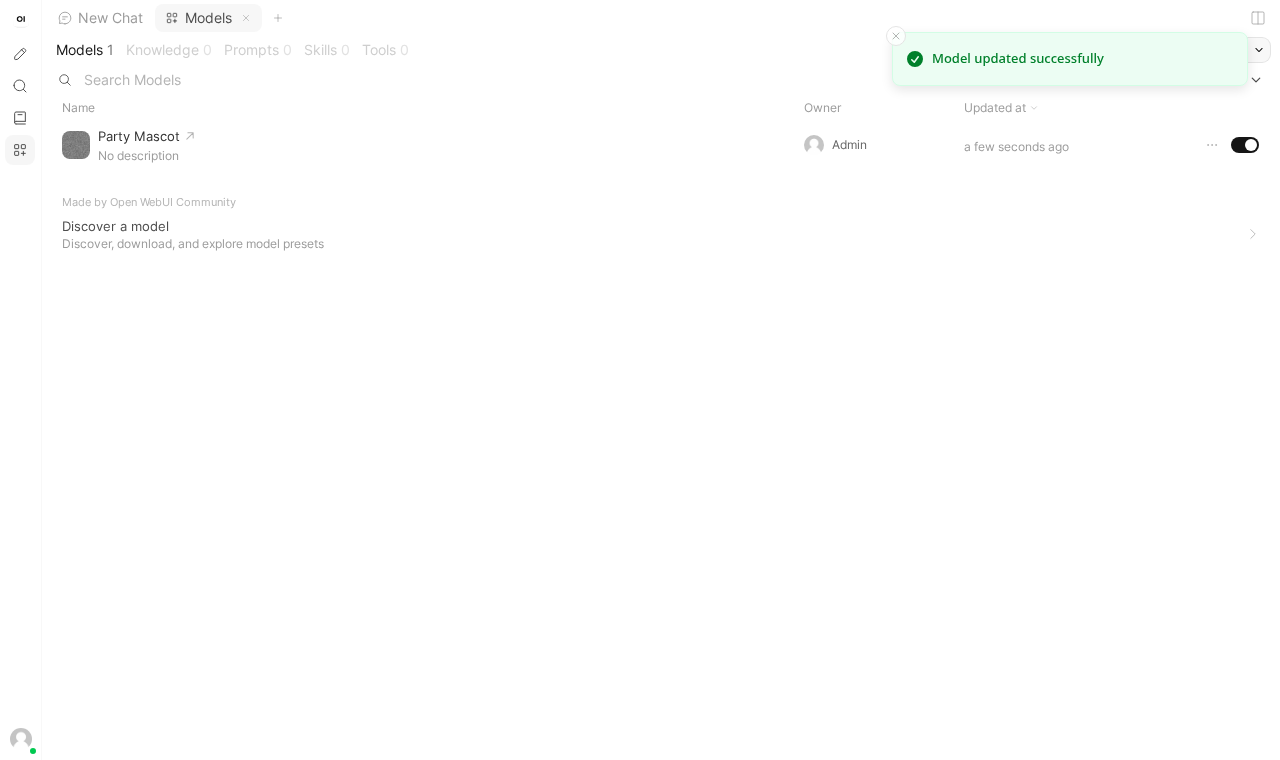 OI
New Chat
Models
Models 1 Knowledge 0 Prompts 0 Skills 0 Tools 0
Model updated successfully
Search Models
Name Owner Updated at
Party Mascot
No description
Admin
a few seconds ago
Made by Open WebUI Community
Discover a model
Discover, download, and explore model presets